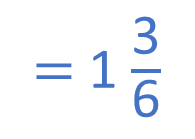 = 1 3/6